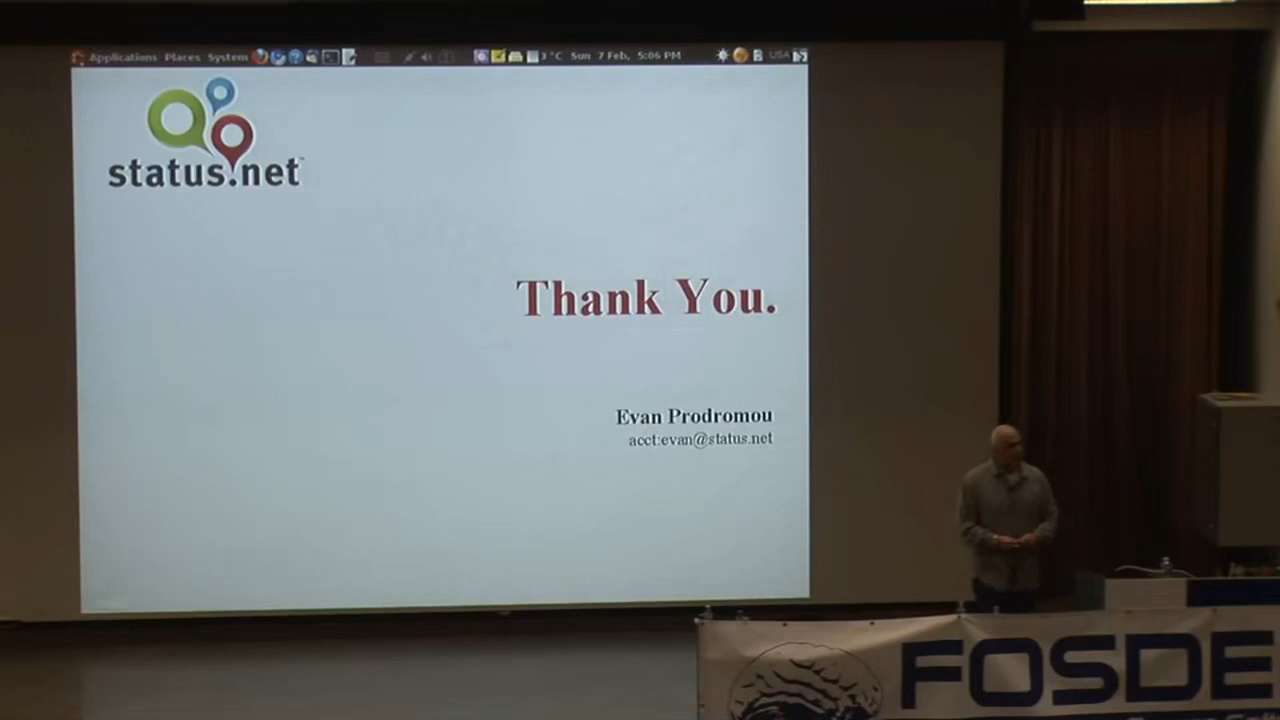 Applications Places System 3 °C Sun 7 Feb, 5:06 PM USA
status.net
Thank You.
Evan Prodromou
acct:evan@status.net
FOSDE